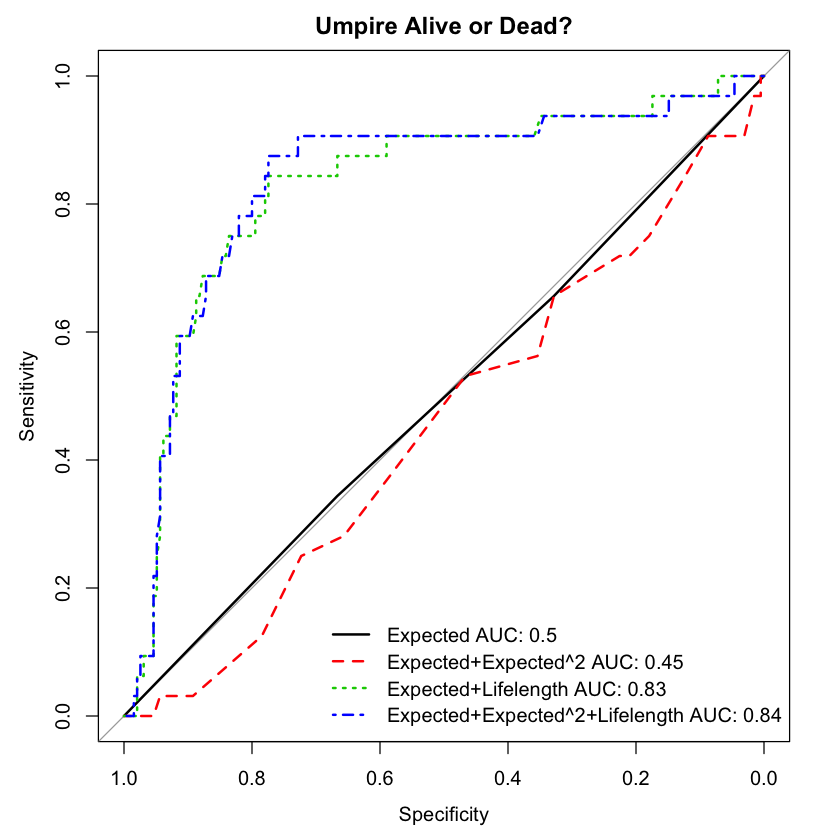 Umpire Alive or Dead?
Sensitivity
1.0
0.8
0.6
0.4
0.2
0.0
Expected AUC: 0.5
Expected+Expected^2 AUC: 0.45
Expected+Lifelength AUC: 0.83
Expected+Expected^2+Lifelength AUC: 0.84
1.0 0.8 0.6 0.4 0.2 0.0
Specificity